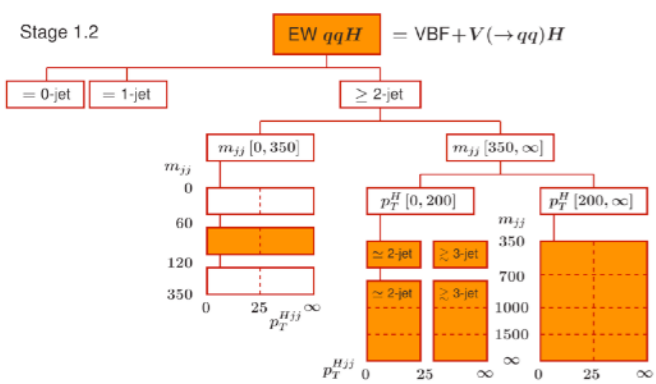 Stage 1.2
EW qqH = VBF+V(→qq)H
= 0-jet = 1-jet ≥ 2-jet
m_jj [0, 350] m_jj [350, ∞]
m_jj
p_T^H [0, 200] p_T^H [200, ∞]
0
60
120
350
0 25 ∞
p_T^Hjj
m_jj
350
700
1000
1500
∞
≃ 2-jet ≳ 3-jet
≃ 2-jet ≳ 3-jet
p_T^Hjj 0 25 ∞ 0 25 ∞